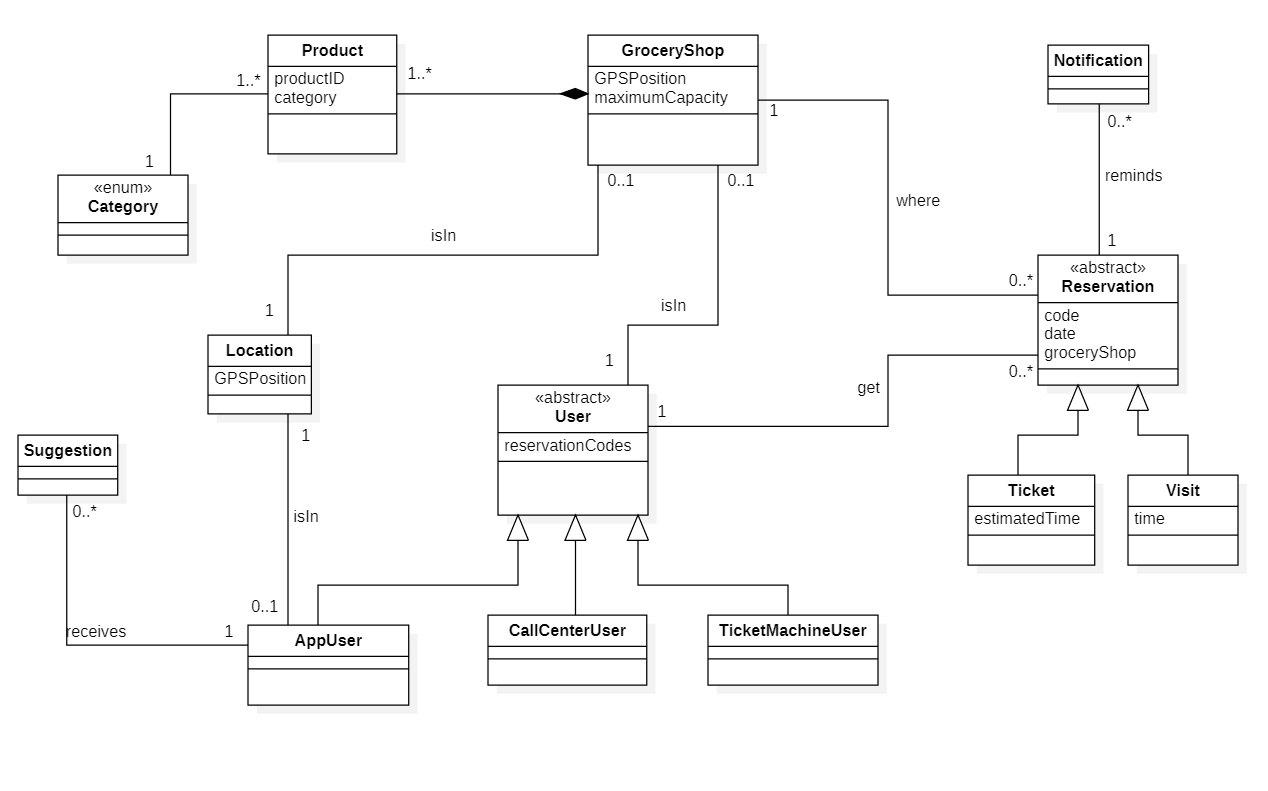 Product
productID
category
1..*
1..*
GroceryShop
GPSPosition
maximumCapacity
1
0..1
0..1
Notification
0..*
reminds
1
1
«enum»
Category
where
isIn
isIn
0..*
«abstract»
Reservation
code
date
groceryShop
0..*
1
Location
GPSPosition
1
1
«abstract»
User
reservationCodes
1
get
Suggestion
0..*
isIn
Ticket
estimatedTime
Visit
time
0..1
receives
1
AppUser
CallCenterUser
TicketMachineUser